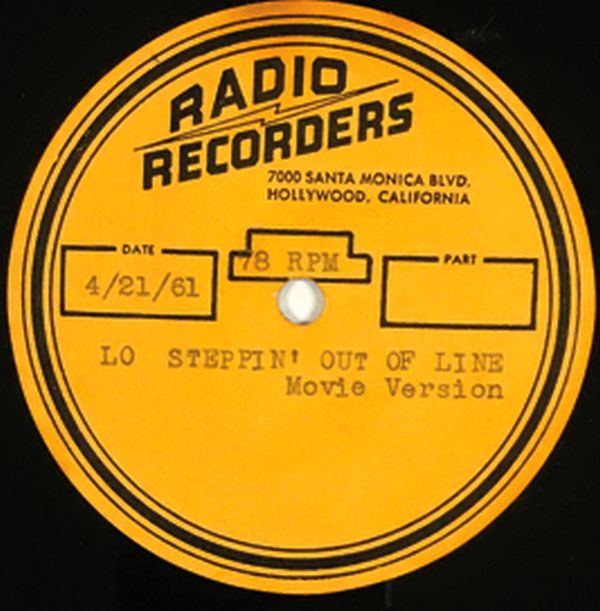 RADIO
RECORDERS
7000 SANTA MONICA BLVD.
HOLLYWOOD, CALIFORNIA
DATE
4/21/61
78 RPM
PART
LO STEPPIN' OUT OF LINE
Movie Version